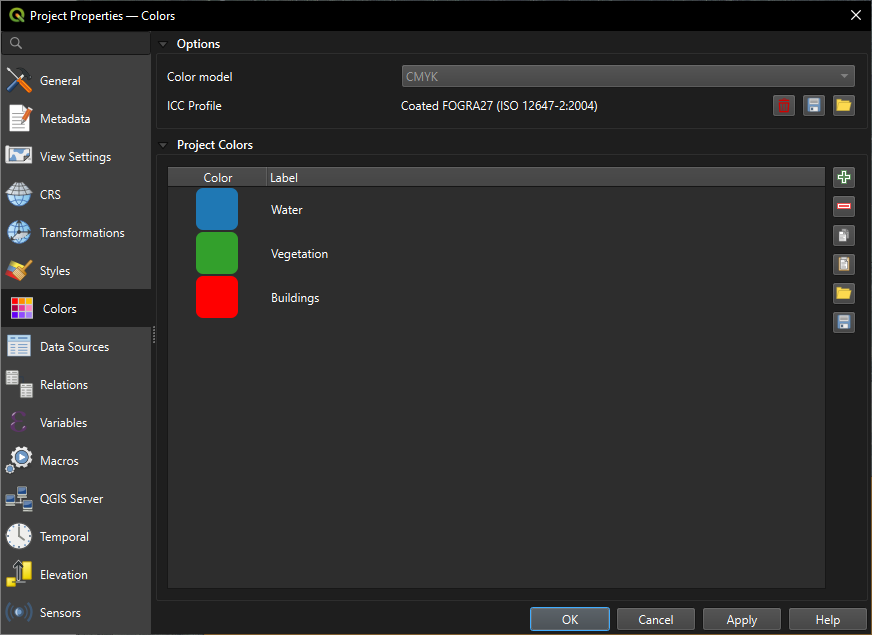 Project Properties — Colors
Options
Color model
CMYK
ICC Profile
Coated FOGRA27 (ISO 12647-2:2004)
Project Colors
Color Label
Water
Vegetation
Buildings
General
Metadata
View Settings
CRS
Transformations
Styles
Colors
Data Sources
Relations
Variables
Macros
QGIS Server
Temporal
Elevation
Sensors
OK Cancel Apply Help